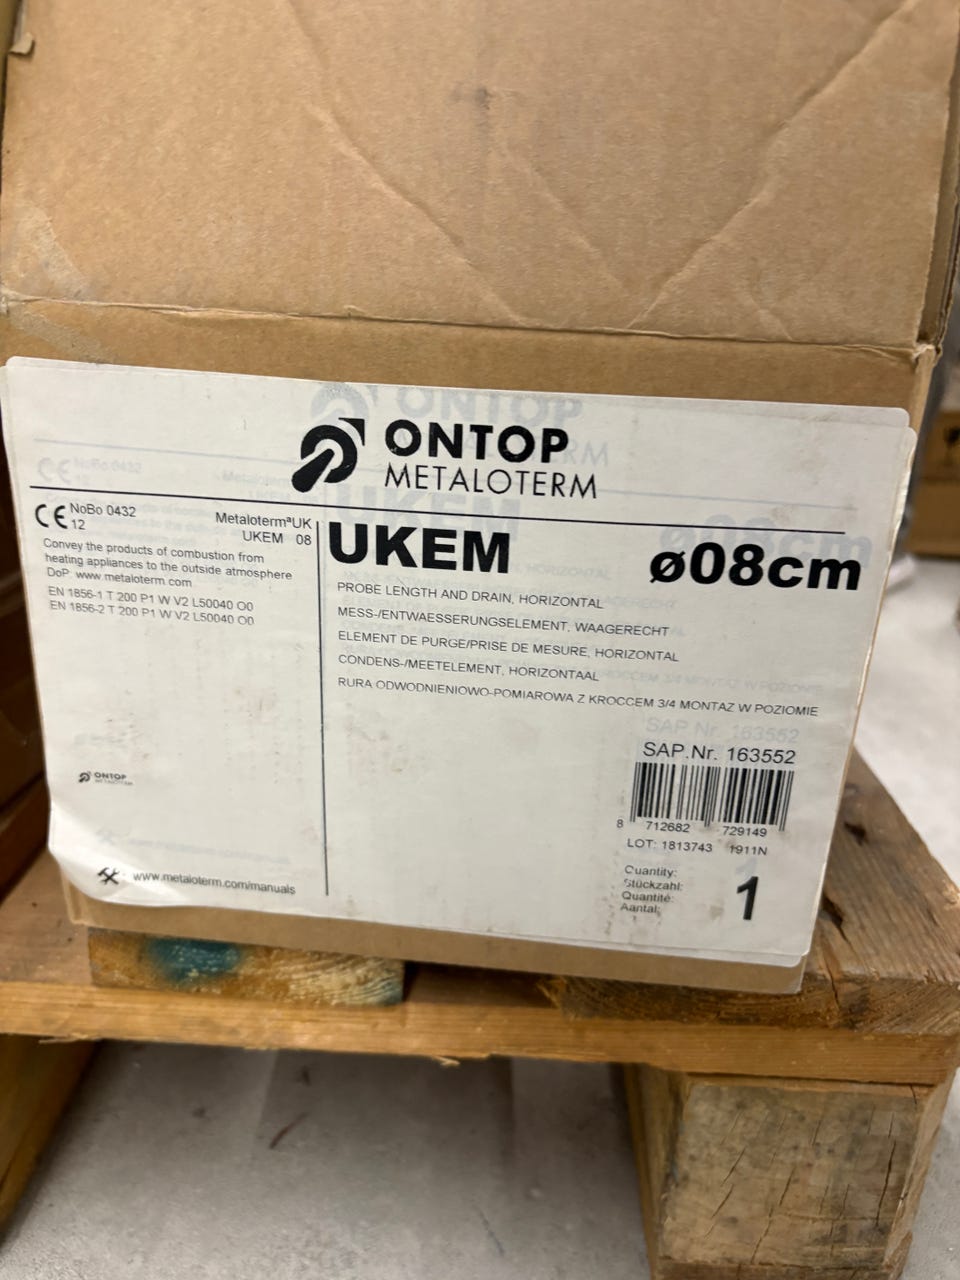 ONTOP
METALOTERM
CE NoBo 0432
12
MetalotermªUK
UKEM 08
Convey the products of combustion from
heating appliances to the outside atmosphere
DoP: www.metaloterm.com
EN 1856-1 T 200 P1 W V2 L50040 O0
EN 1856-2 T 200 P1 W V2 L50040 O0
ONTOP
METALOTERM
www.metaloterm.com/manuals
UKEM ø08cm
PROBE LENGTH AND DRAIN, HORIZONTAL
MESS-/ENTWAESSERUNGSELEMENT, WAAGERECHT
ELEMENT DE PURGE/PRISE DE MESURE, HORIZONTAL
CONDENS-/MEETELEMENT, HORIZONTAAL
RURA ODWODNIENIOWO-POMIAROWA Z KROCCEM 3/4 MONTAZ W POZIOMIE
SAP.Nr. 163552
8 712682 729149
LOT: 1813743 1911N
Quantity:
Stückzahl:
Quantité:
Aantal:
1